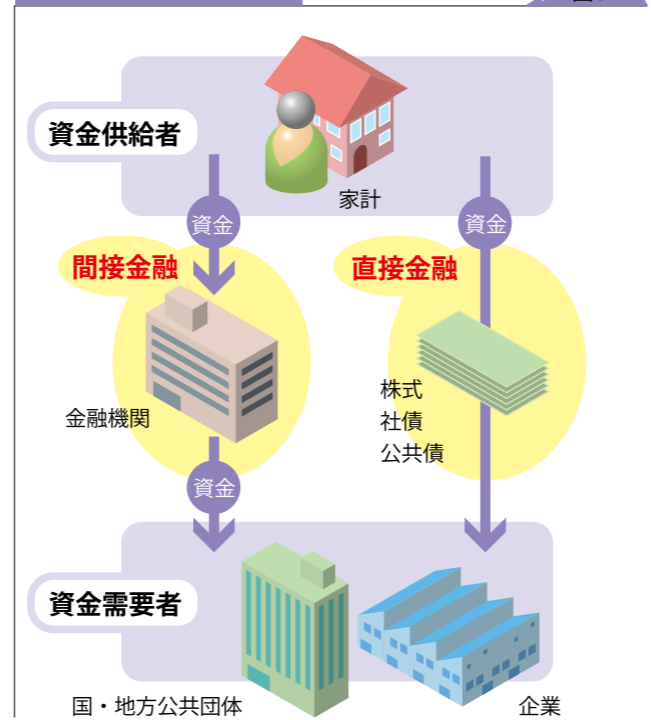 資金供給者
家計
資金
資金
間接金融
直接金融
金融機関
株式
社債
公共債
資金
資金需要者
国・地方公共団体
企業